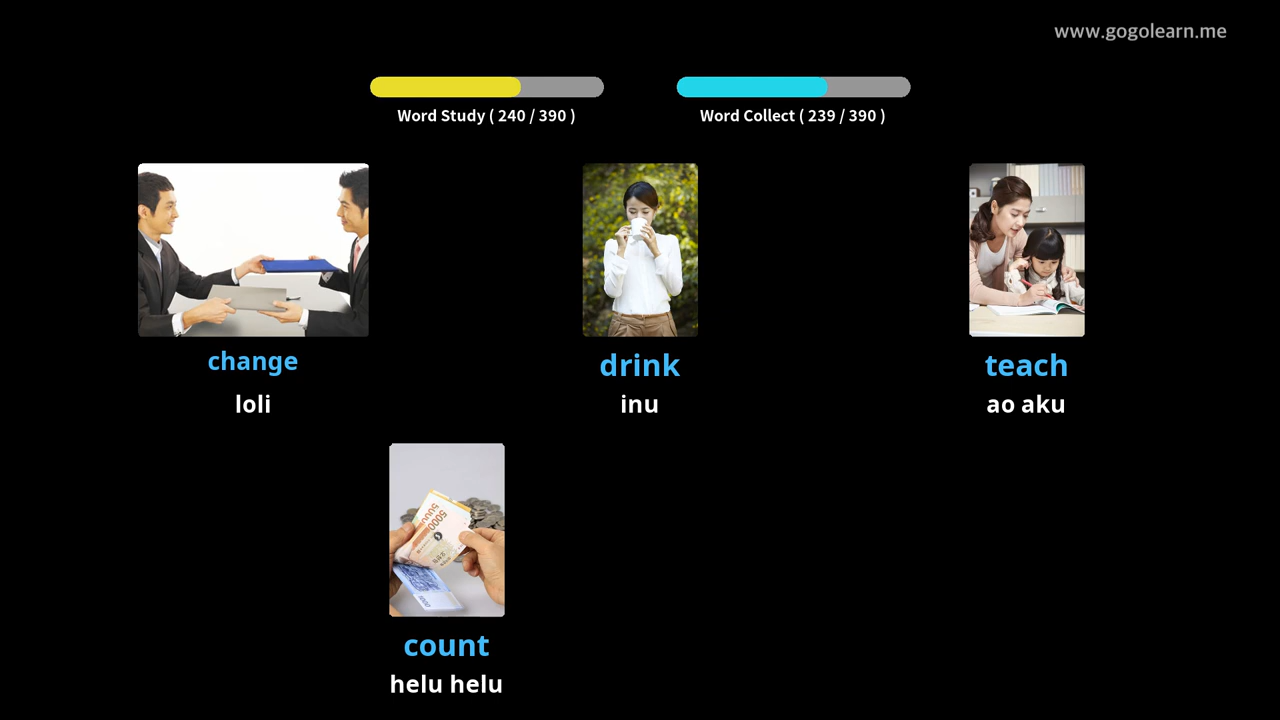 www.gogolearn.me
Word Study ( 240 / 390 )
Word Collect ( 239 / 390 )
change
loli
drink
inu
teach
ao aku
5000
count
helu helu